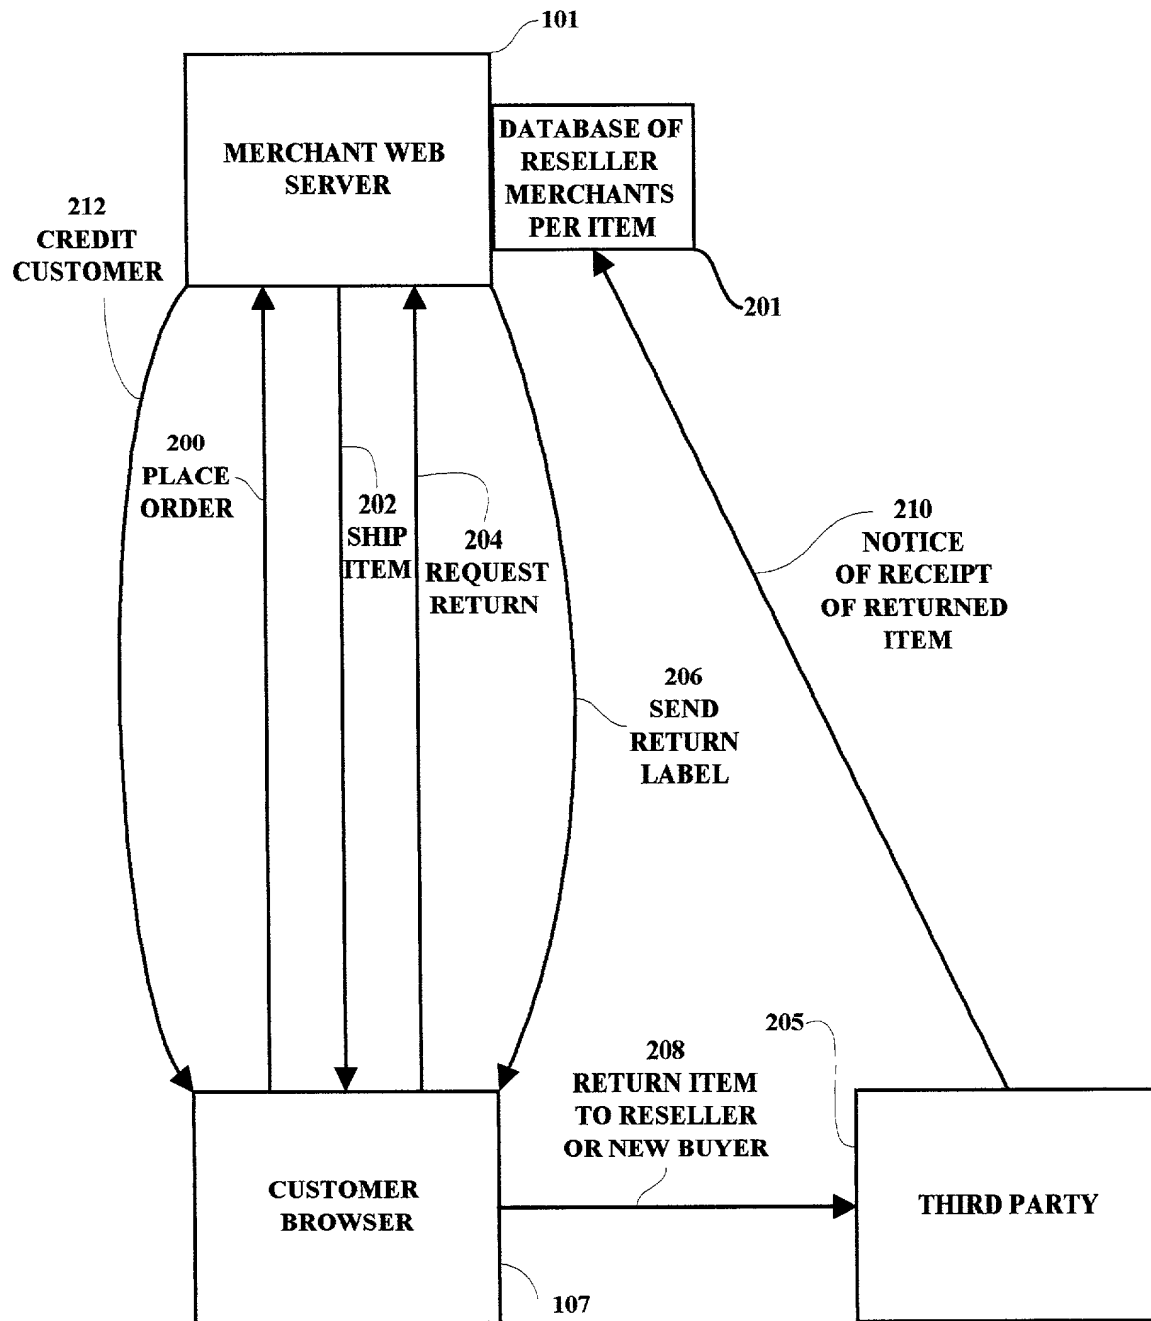 101
MERCHANT WEB
SERVER
DATABASE OF
RESELLER
MERCHANTS
PER ITEM
201
212
CREDIT
CUSTOMER
200
PLACE
ORDER
202
SHIP
ITEM
204
REQUEST
RETURN
206
SEND
RETURN
LABEL
210
NOTICE
OF RECEIPT
OF RETURNED
ITEM
208
RETURN ITEM
TO RESELLER
OR NEW BUYER
205
CUSTOMER
BROWSER
107
THIRD PARTY